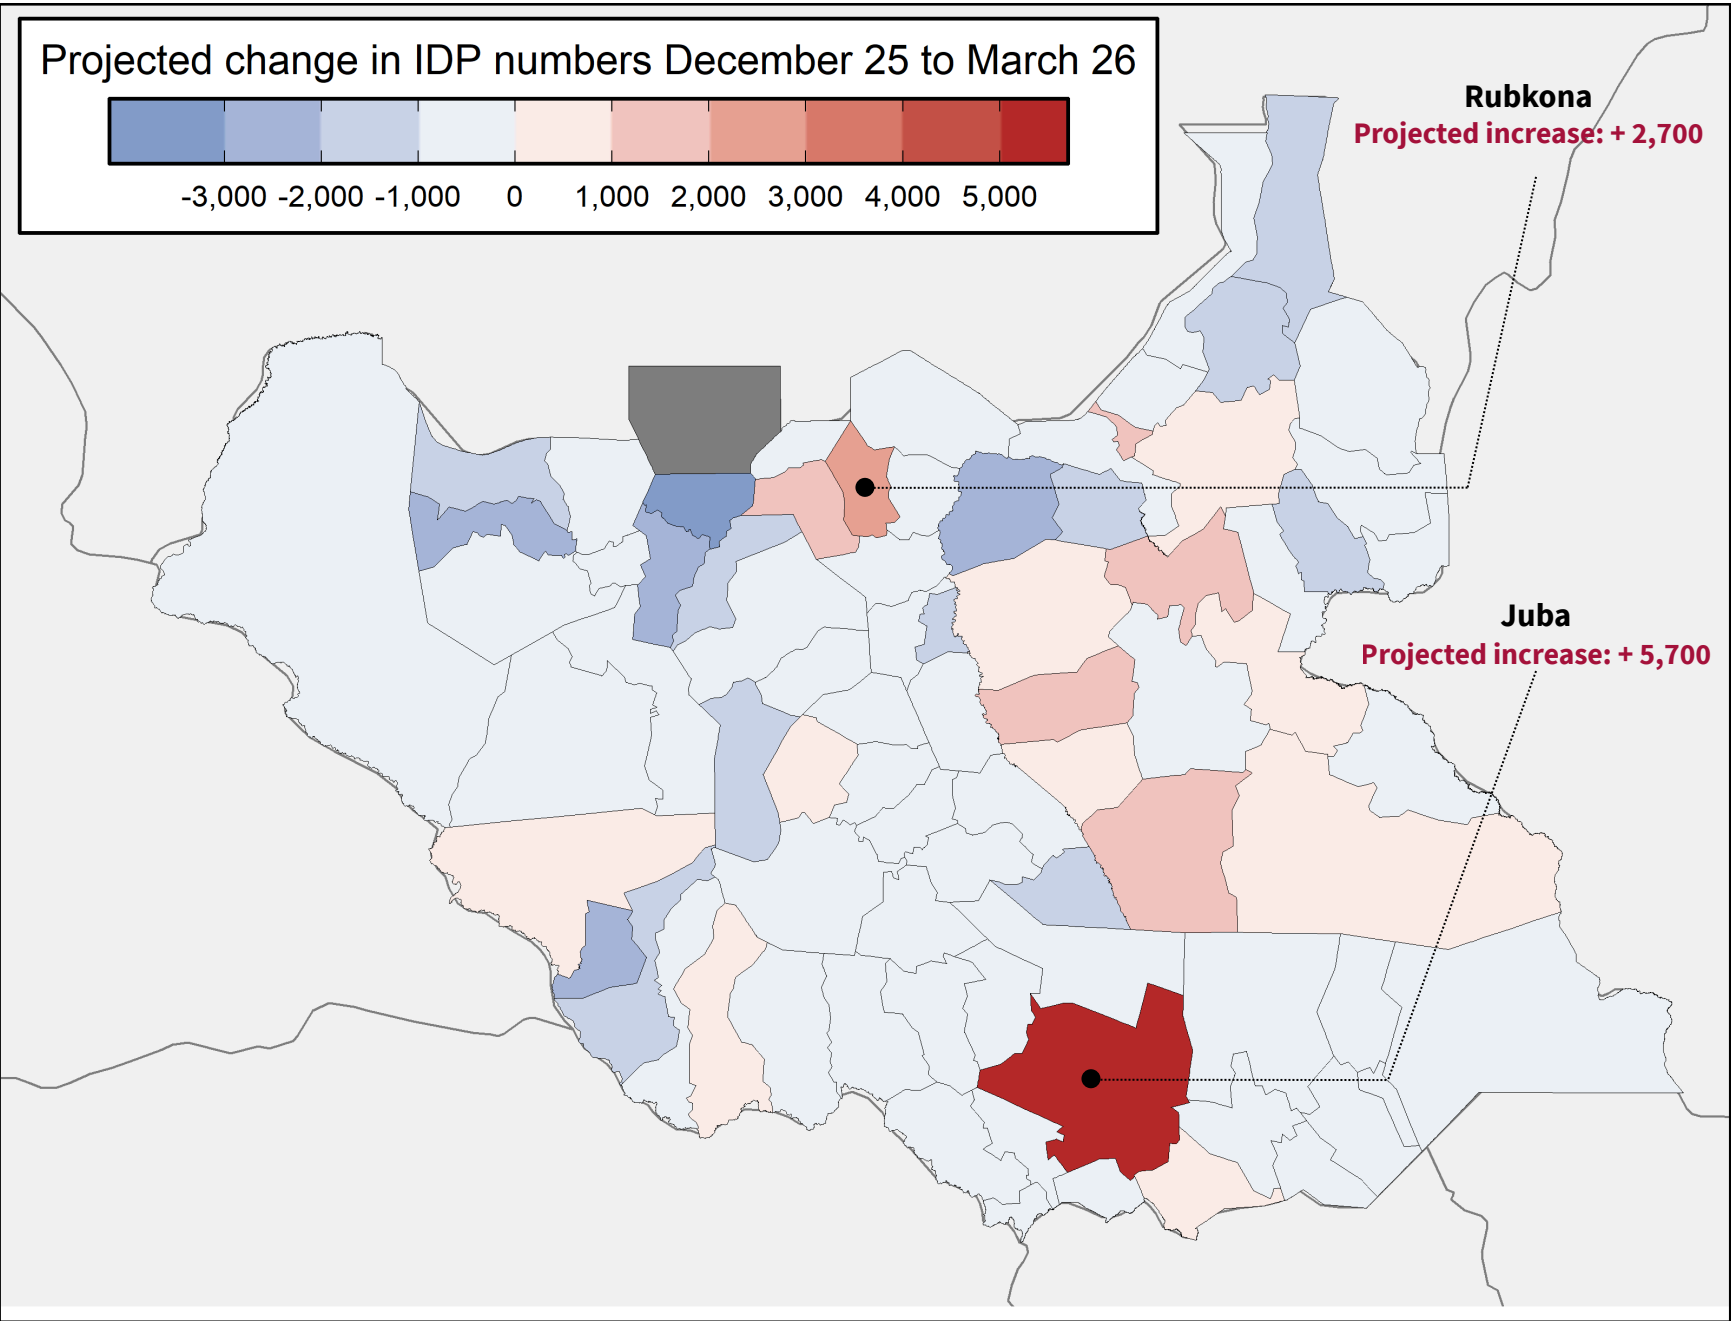 Projected change in IDP numbers December 25 to March 26
-3,000 -2,000 -1,000 0 1,000 2,000 3,000 4,000 5,000
Rubkona
Projected increase: + 2,700
Juba
Projected increase: + 5,700